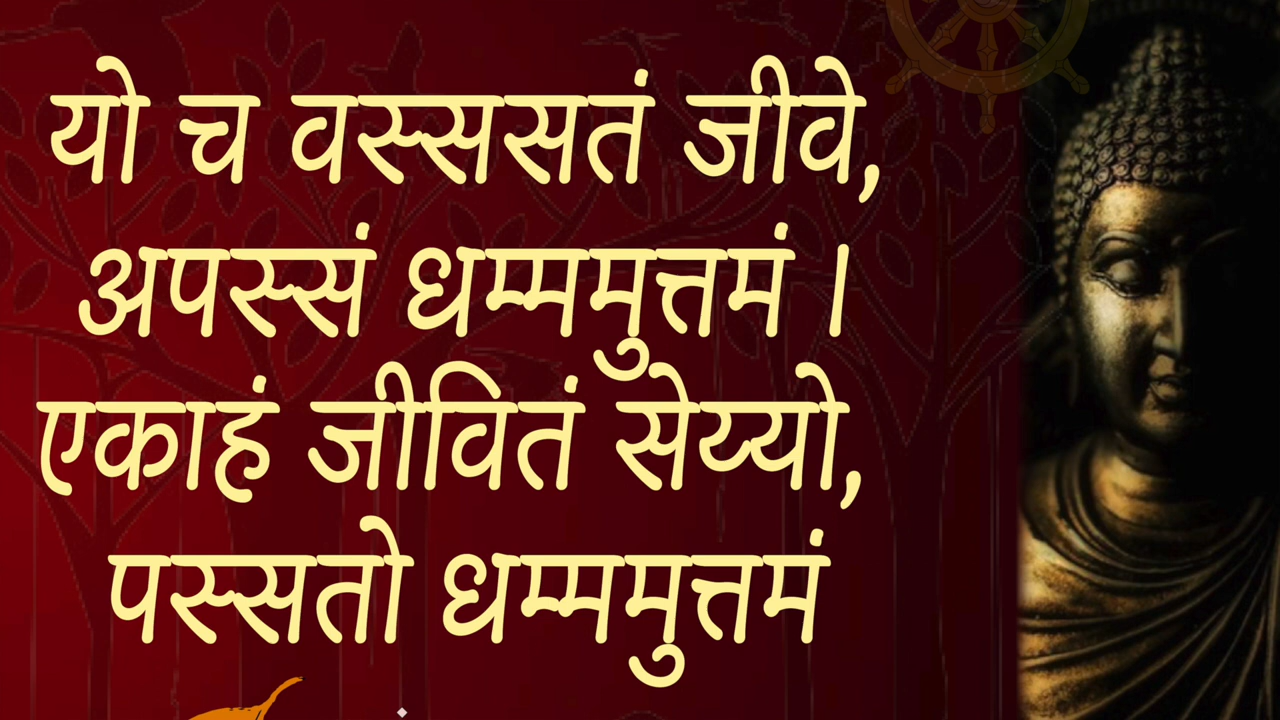 यो च वस्ससतं जीवे,
अपस्सं धम्ममुत्तमं ।
एकाहं जीवितं सेय्यो,
पस्सतो धम्ममुत्तमं